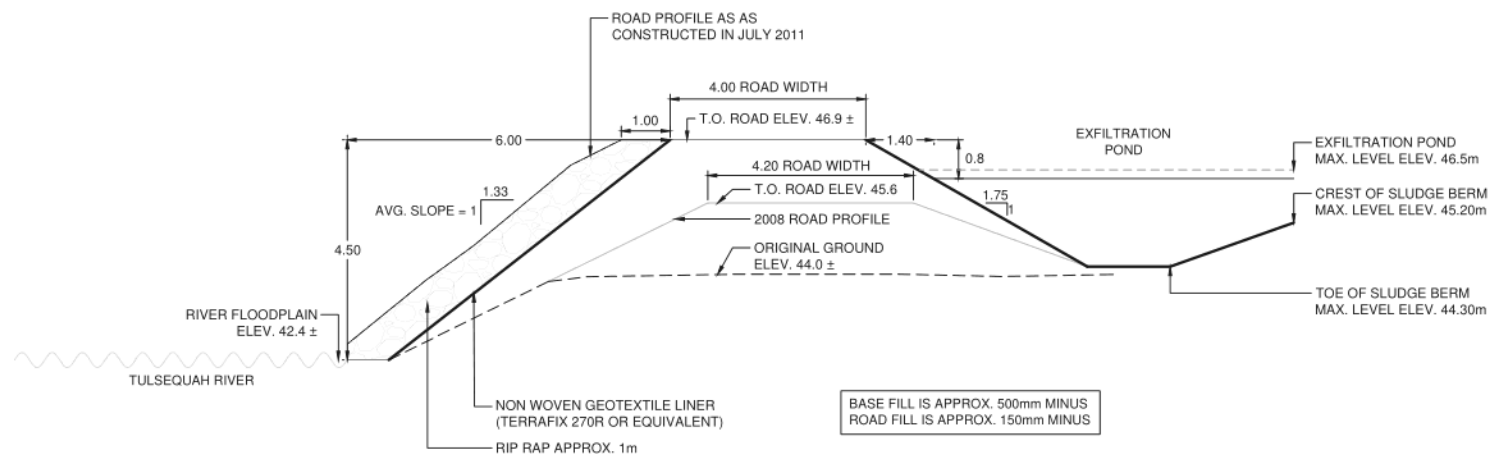 ROAD PROFILE AS AS
CONSTRUCTED IN JULY 2011
4.00 ROAD WIDTH
1.00
T.O. ROAD ELEV. 46.9 ±
6.00
1.40
0.8
EXFILTRATION
POND
EXFILTRATION POND
MAX. LEVEL ELEV. 46.5m
4.20 ROAD WIDTH
T.O. ROAD ELEV. 45.6
1.33
AVG. SLOPE = 1
1.75
1
CREST OF SLUDGE BERM
MAX. LEVEL ELEV. 45.20m
2008 ROAD PROFILE
4.50
ORIGINAL GROUND
ELEV. 44.0 ±
RIVER FLOODPLAIN
ELEV. 42.4 ±
TOE OF SLUDGE BERM
MAX. LEVEL ELEV. 44.30m
TULSEQUAH RIVER
NON WOVEN GEOTEXTILE LINER
(TERRAFIX 270R OR EQUIVALENT)
RIP RAP APPROX. 1m
BASE FILL IS APPROX. 500mm MINUS
ROAD FILL IS APPROX. 150mm MINUS